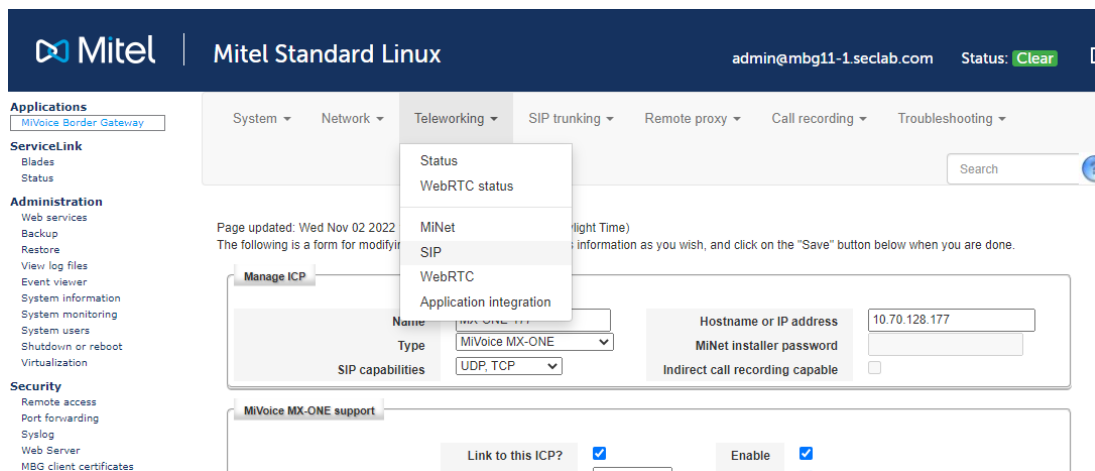 Mitel | Mitel Standard Linux admin@mbg11-1.seclab.com Status: Clear
Applications
MiVoice Border Gateway
ServiceLink
Blades
Status
Administration
Web services
Backup
Restore
View log files
Event viewer
System information
System monitoring
System users
Shutdown or reboot
Virtualization
Security
Remote access
Port forwarding
Syslog
Web Server
MBG client certificates
System Network Teleworking SIP trunking Remote proxy Call recording Troubleshooting
Search
Status
WebRTC status
MiNet
SIP
WebRTC
Application integration
Page updated: Wed Nov 02 2022 light Time)
The following is a form for modifyin information as you wish, and click on the "Save" button below when you are done.
Manage ICP
Name MX-ONE-177 Hostname or IP address 10.70.128.177
Type MiVoice MX-ONE MiNet installer password
SIP capabilities UDP, TCP Indirect call recording capable
MiVoice MX-ONE support
Link to this ICP? Enable